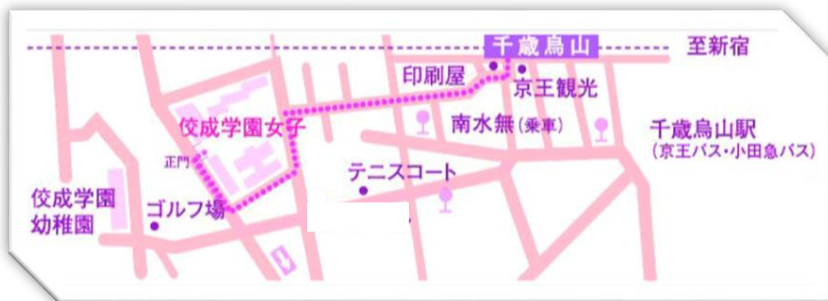 千歳烏山
至新宿
印刷屋
京王観光
佼成学園女子
南水無(乗車)
千歳烏山駅
(京王バス・小田急バス)
正門
テニスコート
佼成学園
幼稚園
ゴルフ場